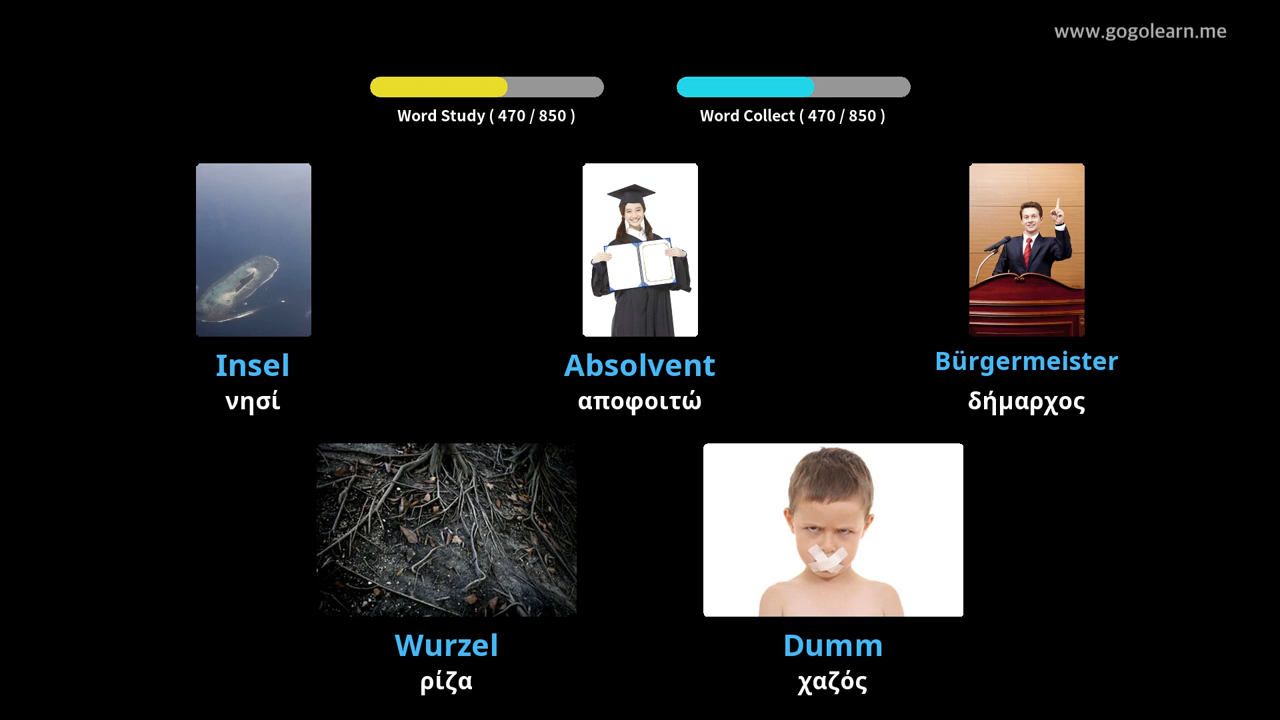 www.gogolearn.me
Word Study ( 470 / 850 )
Word Collect ( 470 / 850 )
Insel
νησί
Absolvent
αποφοιτώ
Bürgermeister
δήμαρχος
Wurzel
ρίζα
Dumm
χαζός